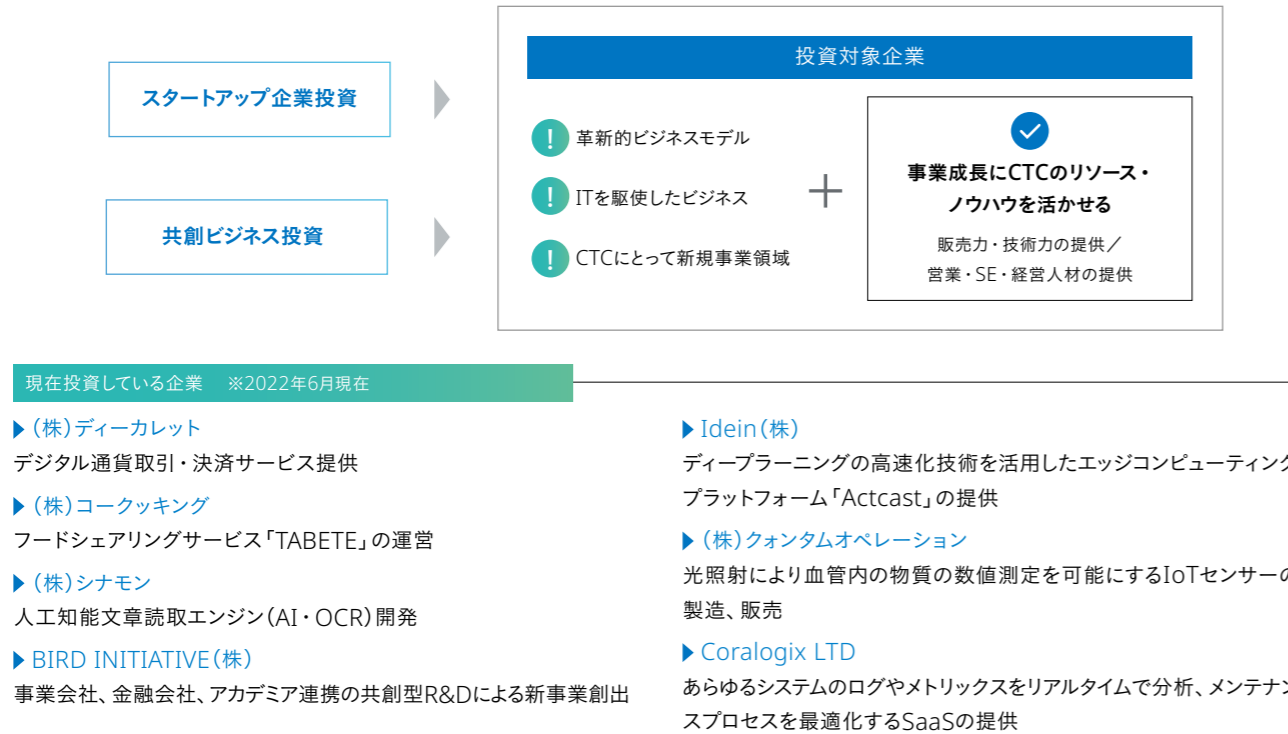 スタートアップ企業投資
共創ビジネス投資
投資対象企業
革新的ビジネスモデル
ITを駆使したビジネス
CTCにとって新規事業領域
＋
事業成長にCTCのリソース・
ノウハウを活かせる
販売力・技術力の提供／
営業・SE・経営人材の提供
現在投資している企業 ※2022年6月現在
（株）ディーカレット
デジタル通貨取引・決済サービス提供
（株）コークッキング
フードシェアリングサービス「TABETE」の運営
（株）シナモン
人工知能文章読取エンジン（AI・OCR）開発
BIRD INITIATIVE（株）
事業会社、金融会社、アカデミア連携の共創型R&Dによる新事業創出
Idein（株）
ディープラーニングの高速化技術を活用したエッジコンピューティング
プラットフォーム「Actcast」の提供
（株）クォンタムオペレーション
光照射により血管内の物質の数値測定を可能にするIoTセンサーの
製造、販売
Coralogix LTD
あらゆるシステムのログやメトリックスをリアルタイムで分析、メンテナン
スプロセスを最適化するSaaSの提供